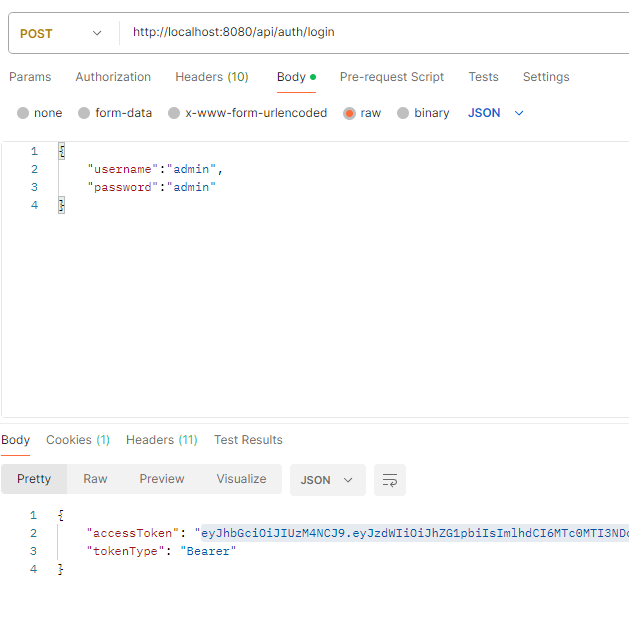 POST http://localhost:8080/api/auth/login
Params Authorization Headers (10) Body Pre-request Script Tests Settings
none form-data x-www-form-urlencoded raw binary JSON
1 {
2 "username":"admin",
3 "password":"admin"
4 }
Body Cookies (1) Headers (11) Test Results
Pretty Raw Preview Visualize JSON
1 {
2 "accessToken": "eyJhbGciOiJIUzM4NCJ9.eyJzdWIiOiJhZG1pbiIsImlhdCI6MTc0MTI3NDc
3 "tokenType": "Bearer"
4 }